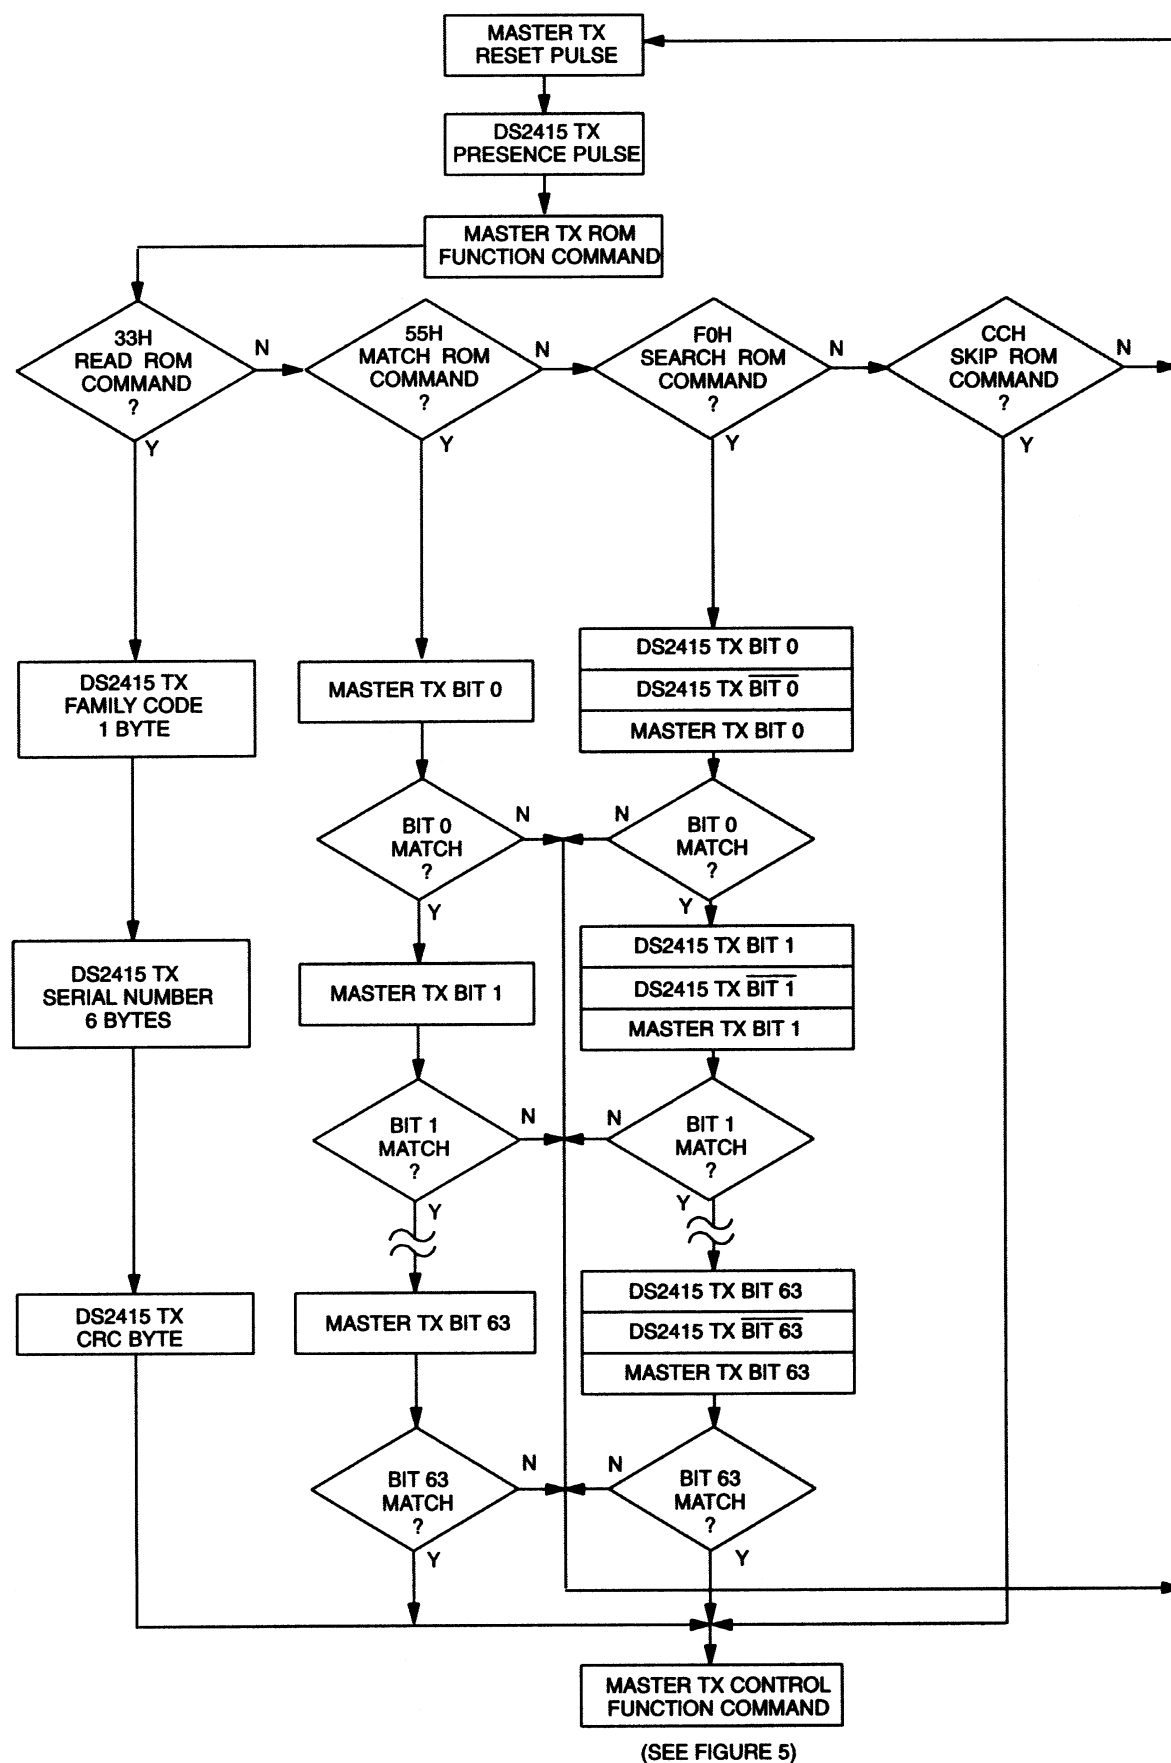 MASTER TX
RESET PULSE
DS2415 TX
PRESENCE PULSE
MASTER TX ROM
FUNCTION COMMAND
33H
READ ROM
COMMAND
?
N
Y
55H
MATCH ROM
COMMAND
?
N
Y
F0H
SEARCH ROM
COMMAND
?
N
Y
CCH
SKIP ROM
COMMAND
?
N
Y
DS2415 TX
FAMILY CODE
1 BYTE
DS2415 TX
SERIAL NUMBER
6 BYTES
DS2415 TX
CRC BYTE
MASTER TX BIT 0
BIT 0
MATCH
?
N
Y
MASTER TX BIT 1
BIT 1
MATCH
?
N
Y
MASTER TX BIT 63
BIT 63
MATCH
?
N
Y
DS2415 TX BIT 0
DS2415 TX B̅I̅T̅ ̅0̅
MASTER TX BIT 0
BIT 0
MATCH
?
N
Y
DS2415 TX BIT 1
DS2415 TX B̅I̅T̅ ̅1̅
MASTER TX BIT 1
BIT 1
MATCH
?
N
Y
DS2415 TX BIT 63
DS2415 TX B̅I̅T̅ ̅6̅3̅
MASTER TX BIT 63
BIT 63
MATCH
?
N
Y
MASTER TX CONTROL
FUNCTION COMMAND
(SEE FIGURE 5)